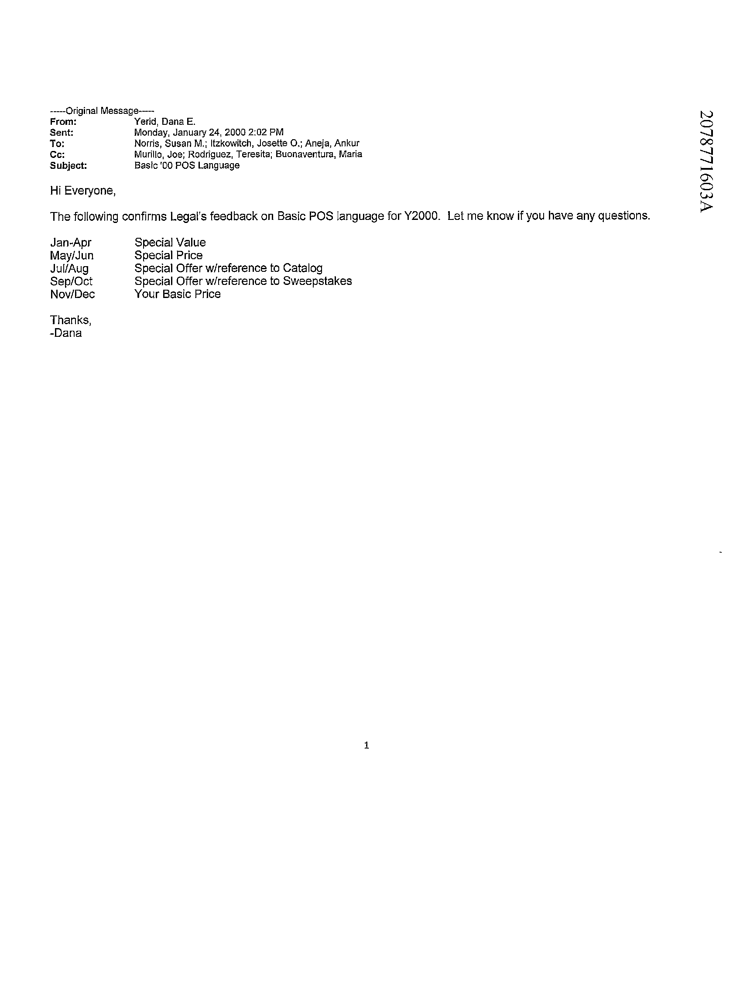 -----Original Message-----
From: Yerid, Dana E.
Sent: Monday, January 24, 2000 2:02 PM
To: Norris, Susan M.; Itzkowitch, Josette O.; Aneja, Ankur
Cc: Murillo, Joe; Rodriguez, Teresita; Buonaventura, Maria
Subject: Basic '00 POS Language
Hi Everyone,
The following confirms Legal's feedback on Basic POS language for Y2000. Let me know if you have any questions.
Jan-Apr Special Value
May/Jun Special Price
Jul/Aug Special Offer w/reference to Catalog
Sep/Oct Special Offer w/reference to Sweepstakes
Nov/Dec Your Basic Price
Thanks,
-Dana
1
2078771603A